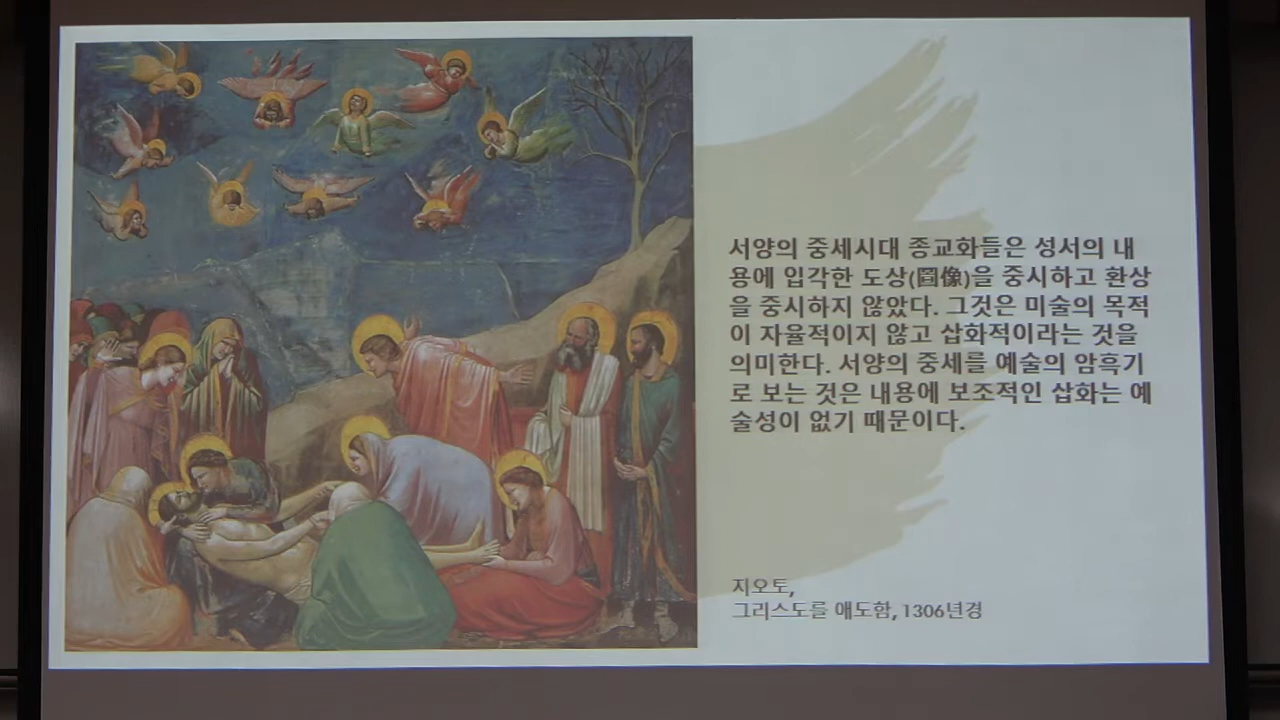 서양의 중세시대 종교화들은 성서의 내
용에 입각한 도상(圖像)을 중시하고 환상
을 중시하지 않았다. 그것은 미술의 목적
이 자율적이지 않고 삽화적이라는 것을
의미한다. 서양의 중세를 예술의 암흑기
로 보는 것은 내용에 보조적인 삽화는 예
술성이 없기 때문이다.
지오토,
그리스도를 애도함, 1306년경